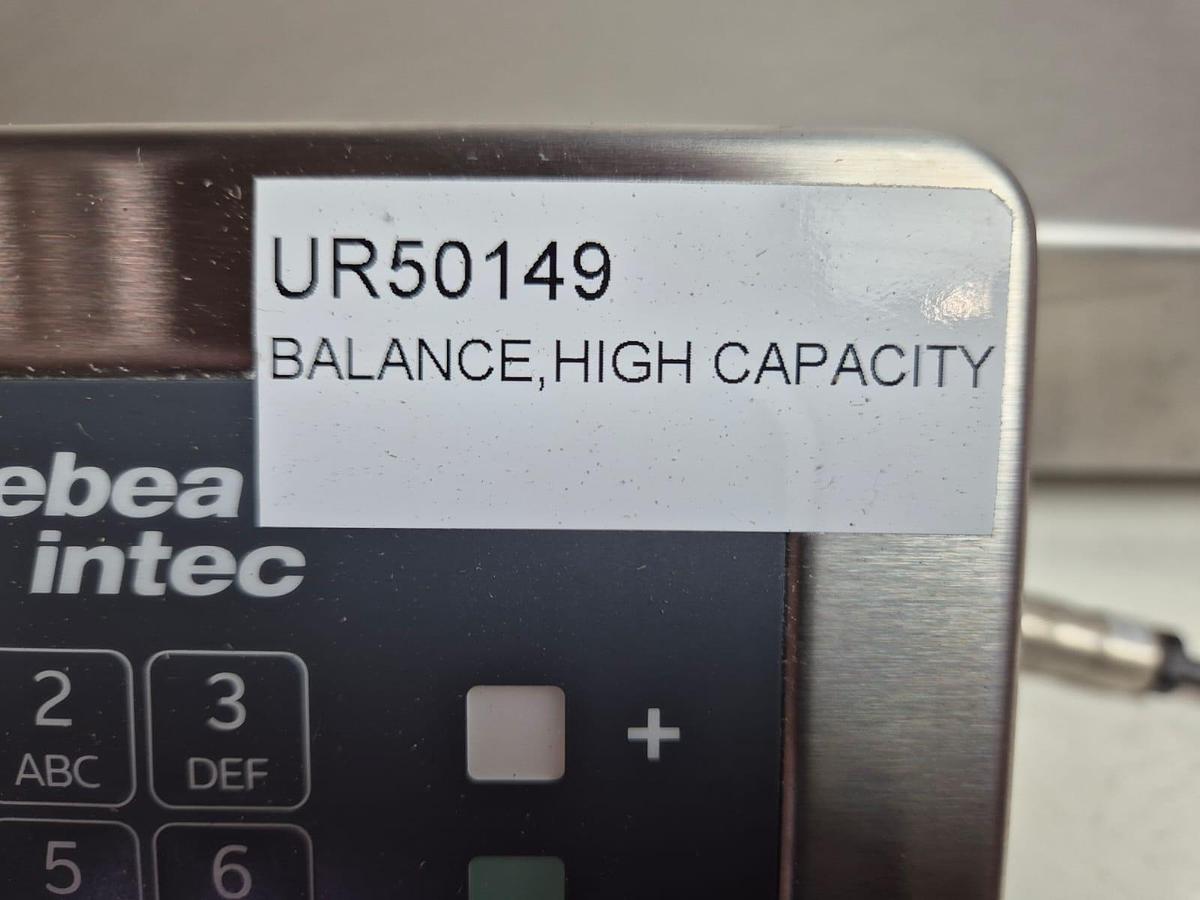 UR50149
BALANCE,HIGH CAPACITY
ebea
intec
2 3
ABC DEF
+
5 6